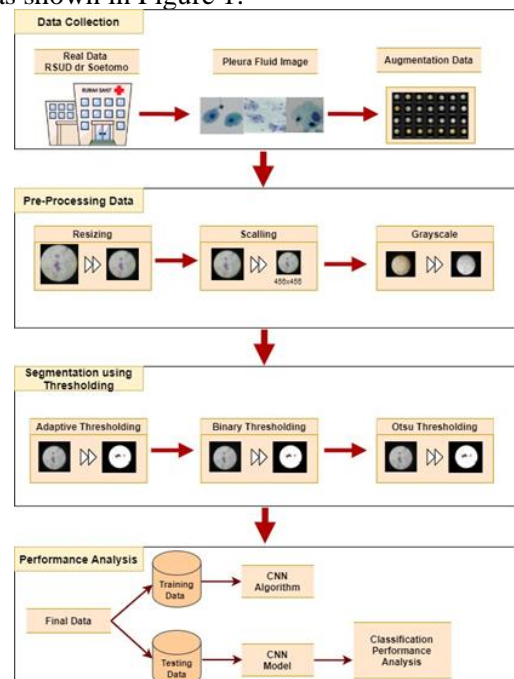 as shown in Figure 1.
Data Collection
Real Data
RSUD dr Soetomo
RUMAH SAKIT
Pleura Fluid Image
Augmentation Data
Pre-Processing Data
Resizing
Scalling
456x456
Grayscale
Segmentation using
Thresholding
Adaptive Thresholding
Binary Thresholding
Otsu Thresholding
Performance Analysis
Final Data
Training
Data
CNN
Algorithm
Testing
Data
CNN
Model
Classification
Performance
Analysis